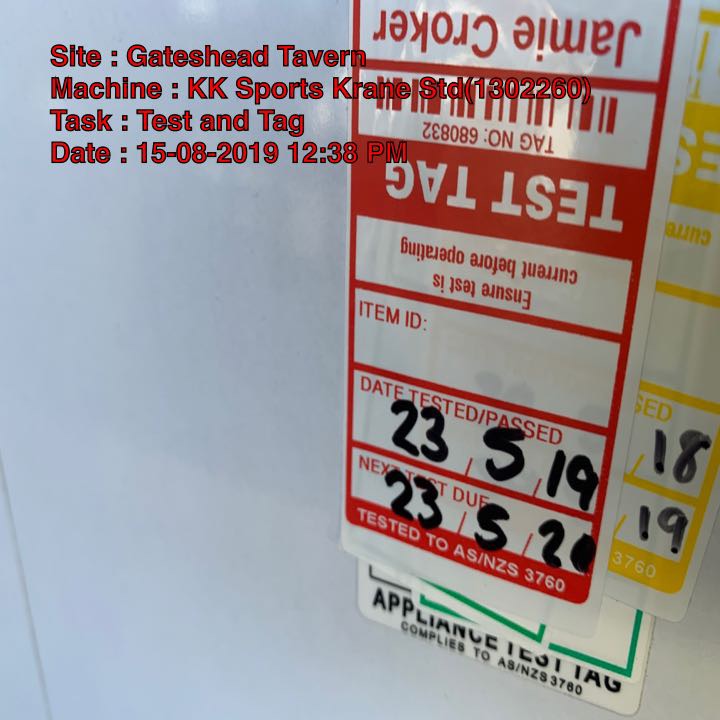 Site : Gateshead Tavern
Machine : KK Sports Krane Std(1302260)
Task : Test and Tag
Date : 15-08-2019 12:38 PM
Jamie Croker
TAG NO: 680832
TEST TAG
Ensure test is
current before operating
ITEM ID:
DATE TESTED/PASSED
23 / 5 / 19
NEXT TEST DUE
23 / 5 / 20
TESTED TO AS/NZS 3760
SED
/ 18
/ 19
3760
APPLIANCE TEST TAG
COMPLIES TO AS/NZS 3760